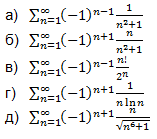 а) ∑_{n=1}^{∞}(−1)^{n−1} 1/(n²+1)
б) ∑_{n=1}^{∞}(−1)^{n+1} n/(n²+1)
в) ∑_{n=1}^{∞}(−1)^{n−1} n!/2ⁿ
г) ∑_{n=1}^{∞}(−1)^{n+1} 1/(n ln n)
д) ∑_{n=1}^{∞}(−1)^{n+1} n/√(n⁶+1)